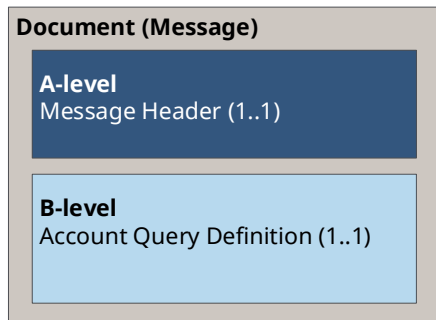 Document (Message)
A-level
Message Header (1..1)
B-level
Account Query Definition (1..1)